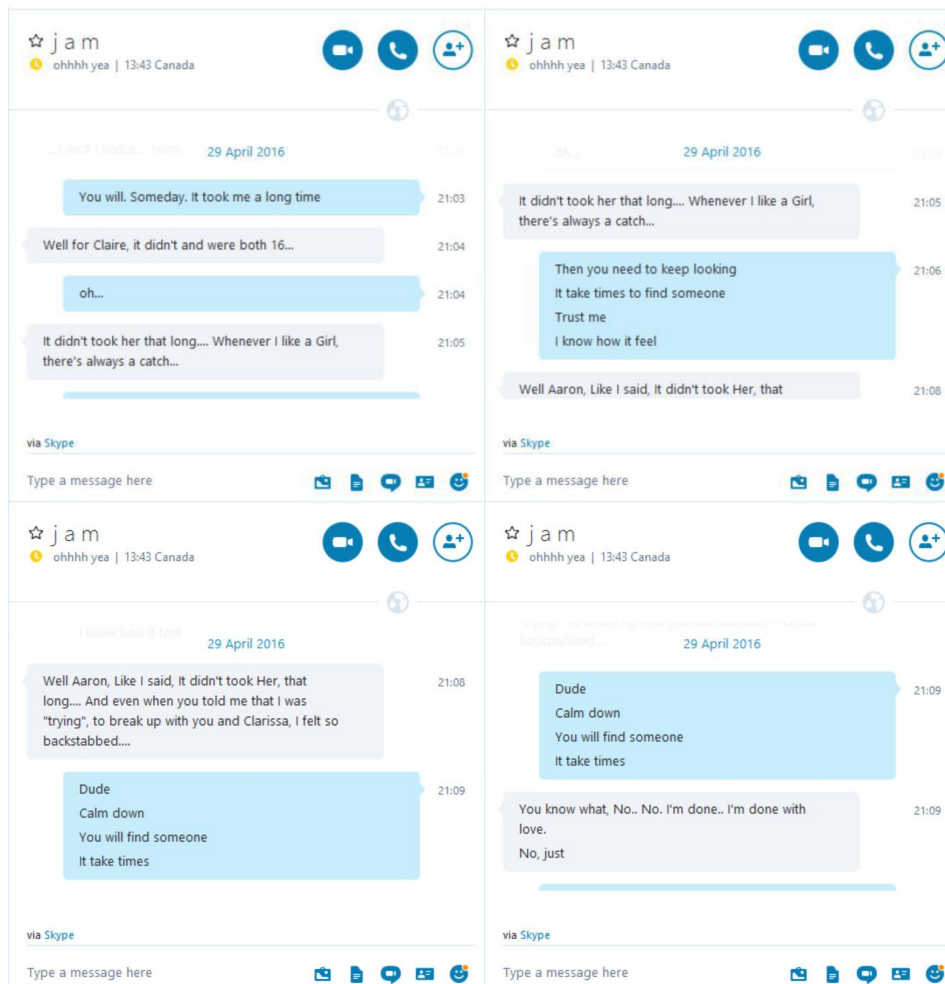 j a m
ohhhh yea | 13:43 Canada
29 April 2016
You will. Someday. It took me a long time
21:03
Well for Claire, it didn't and were both 16...
21:04
oh...
21:04
It didn't took her that long.... Whenever I like a Girl,
there's always a catch...
21:05
via Skype
Type a message here
j a m
ohhhh yea | 13:43 Canada
oh...
29 April 2016
It didn't took her that long.... Whenever I like a Girl,
there's always a catch...
21:05
Then you need to keep looking
It take times to find someone
Trust me
I know how it feel
21:06
Well Aaron, Like I said, It didn't took Her, that
21:08
via Skype
Type a message here
j a m
ohhhh yea | 13:43 Canada
I know how it feel
29 April 2016
Well Aaron, Like I said, It didn't took Her, that
long.... And even when you told me that I was
"trying", to break up with you and Clarissa, I felt so
backstabbed....
21:08
Dude
Calm down
You will find someone
It take times
21:09
via Skype
Type a message here
j a m
ohhhh yea | 13:43 Canada
backstabbed....
29 April 2016
Dude
Calm down
You will find someone
It take times
21:09
You know what, No.. No. I'm done.. I'm done with
love.
No, just
21:09
via Skype
Type a message here